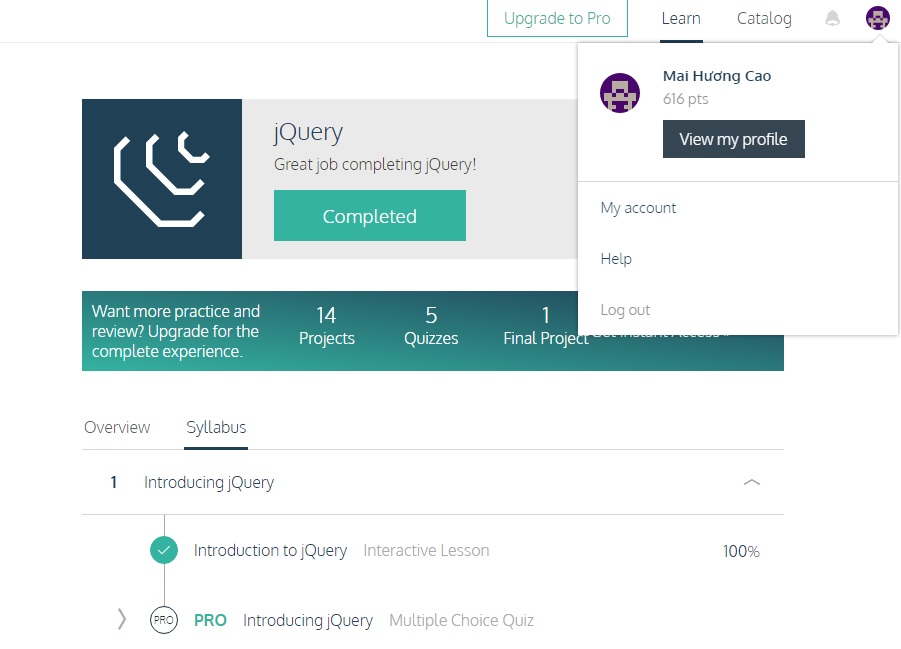 Upgrade to Pro Learn Catalog
Mai Hương Cao
616 pts
View my profile
My account
Help
Log out
jQuery
Great job completing jQuery!
Completed
Want more practice and
review? Upgrade for the
complete experience.
14
Projects
5
Quizzes
1
Final Project
Get Instant Access
Overview Syllabus
1 Introducing jQuery
Introduction to jQuery Interactive Lesson 100%
PRO PRO Introducing jQuery Multiple Choice Quiz